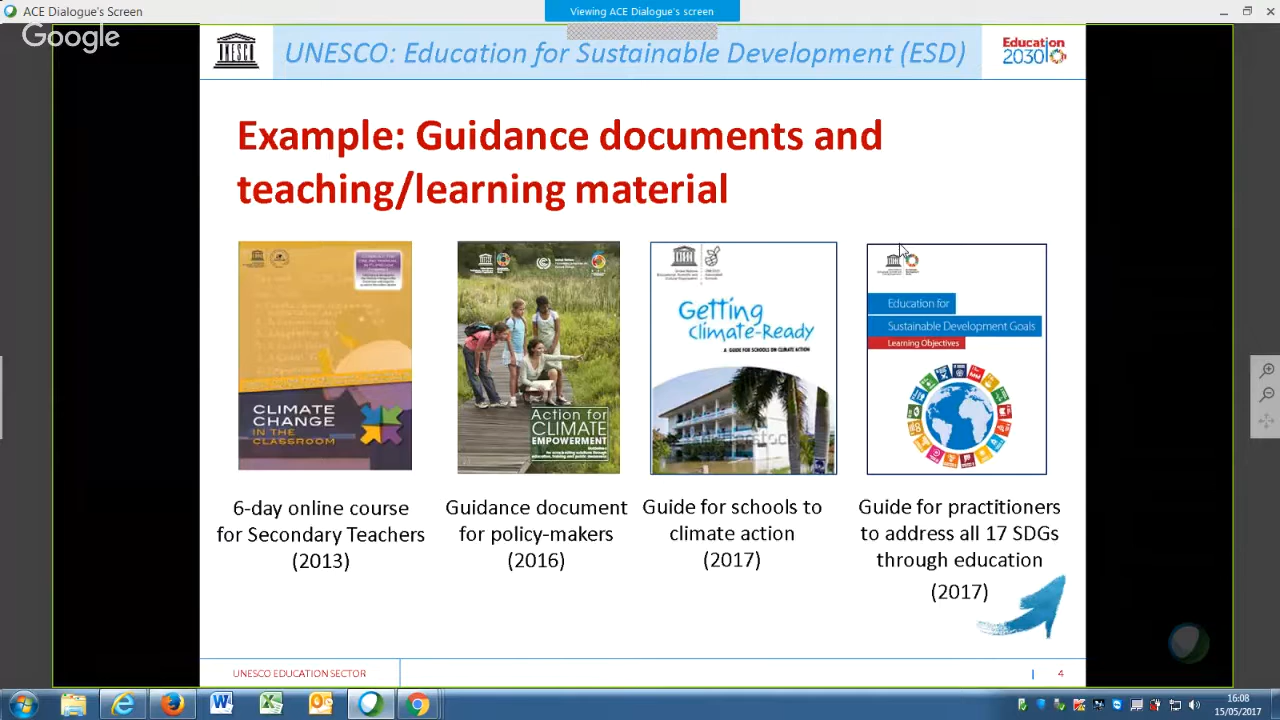 ACE Dialogue's Screen
Viewing ACE Dialogue's screen
Google
UNESCO
UNESCO: Education for Sustainable Development (ESD)
Education
2030
Example: Guidance documents and
teaching/learning material
CLIMATE
CHANGE
IN THE
CLASSROOM
6-day online course
for Secondary Teachers
(2013)
Action for
CLIMATE
EMPOWERMENT
Guidance document
for policy-makers
(2016)
Getting
Climate-Ready
A GUIDE FOR SCHOOLS ON CLIMATE ACTION
Guide for schools to
climate action
(2017)
Education for
Sustainable Development Goals
Learning Objectives
Guide for practitioners
to address all 17 SDGs
through education
(2017)
UNESCO EDUCATION SECTOR
4
16:08
15/05/2017